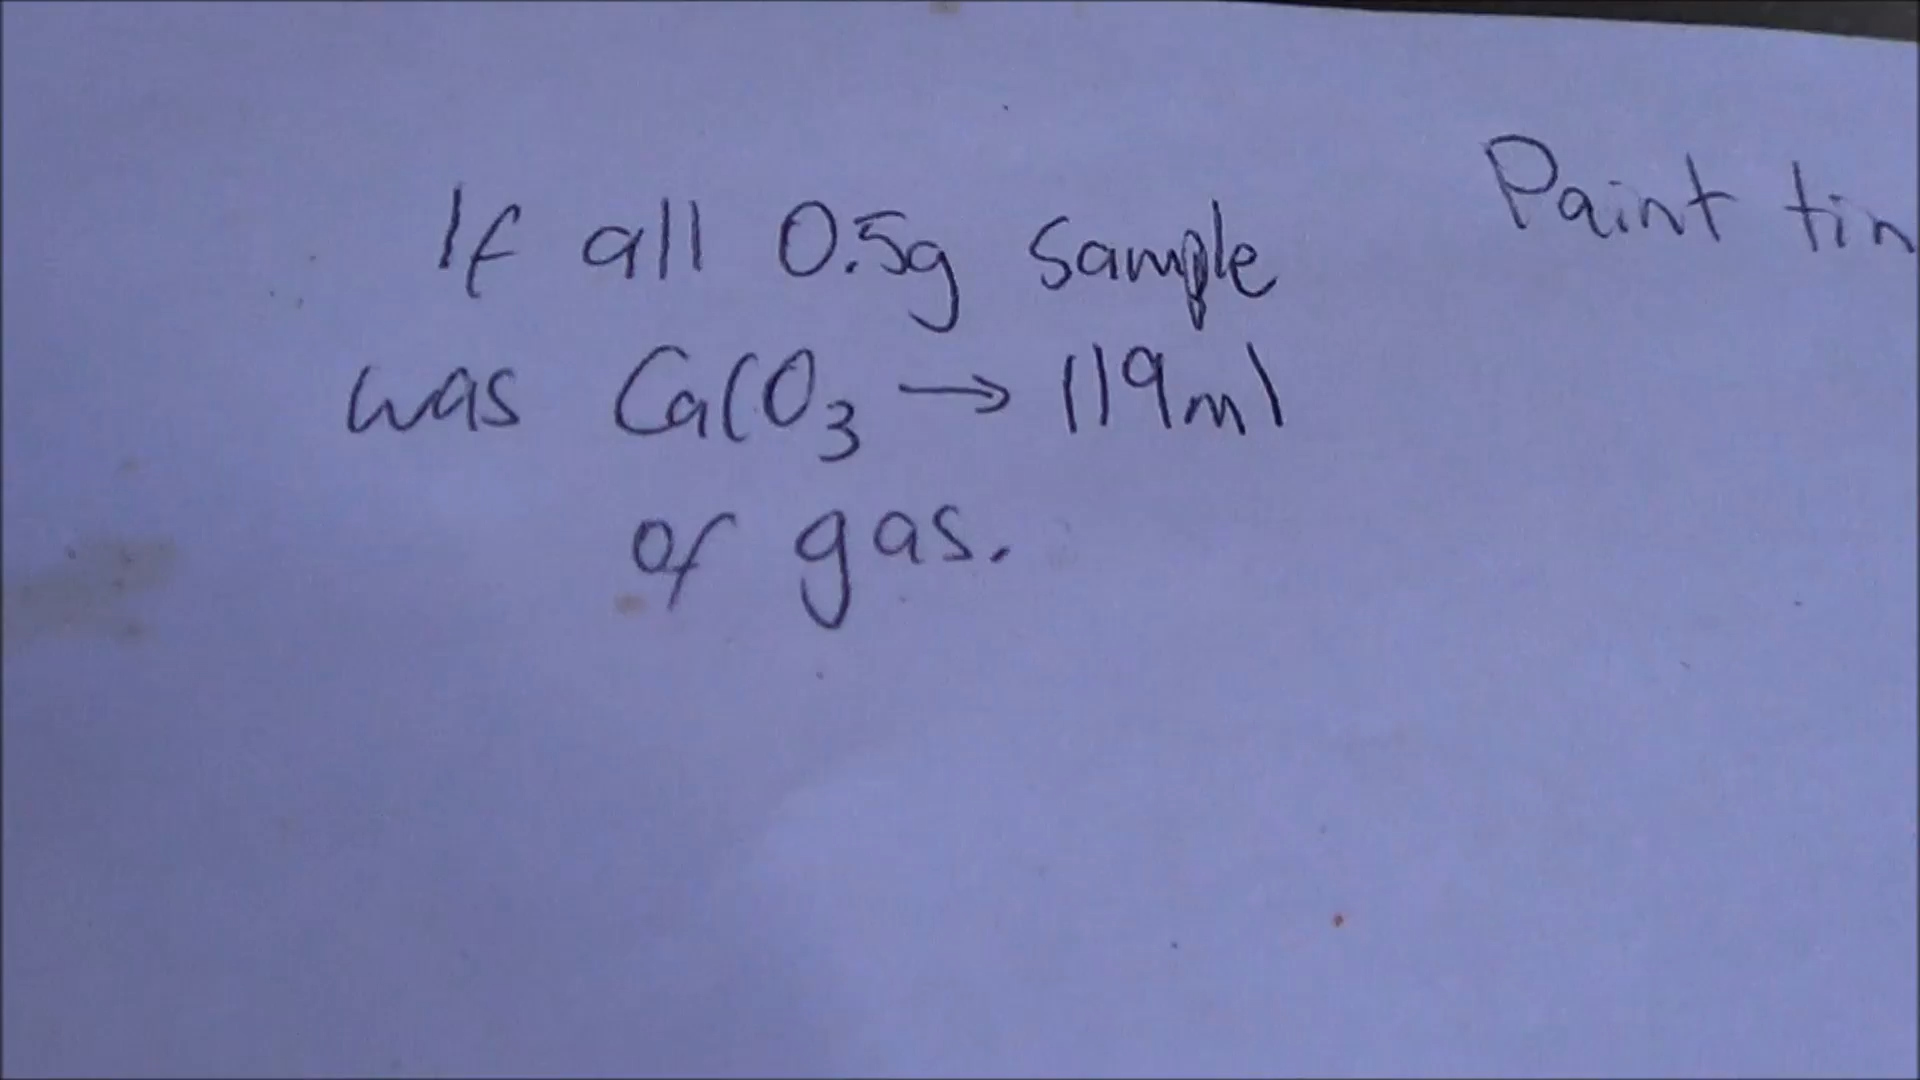 If all 0.5g sample
was CaCO3 → 119ml
of gas.
Paint tin